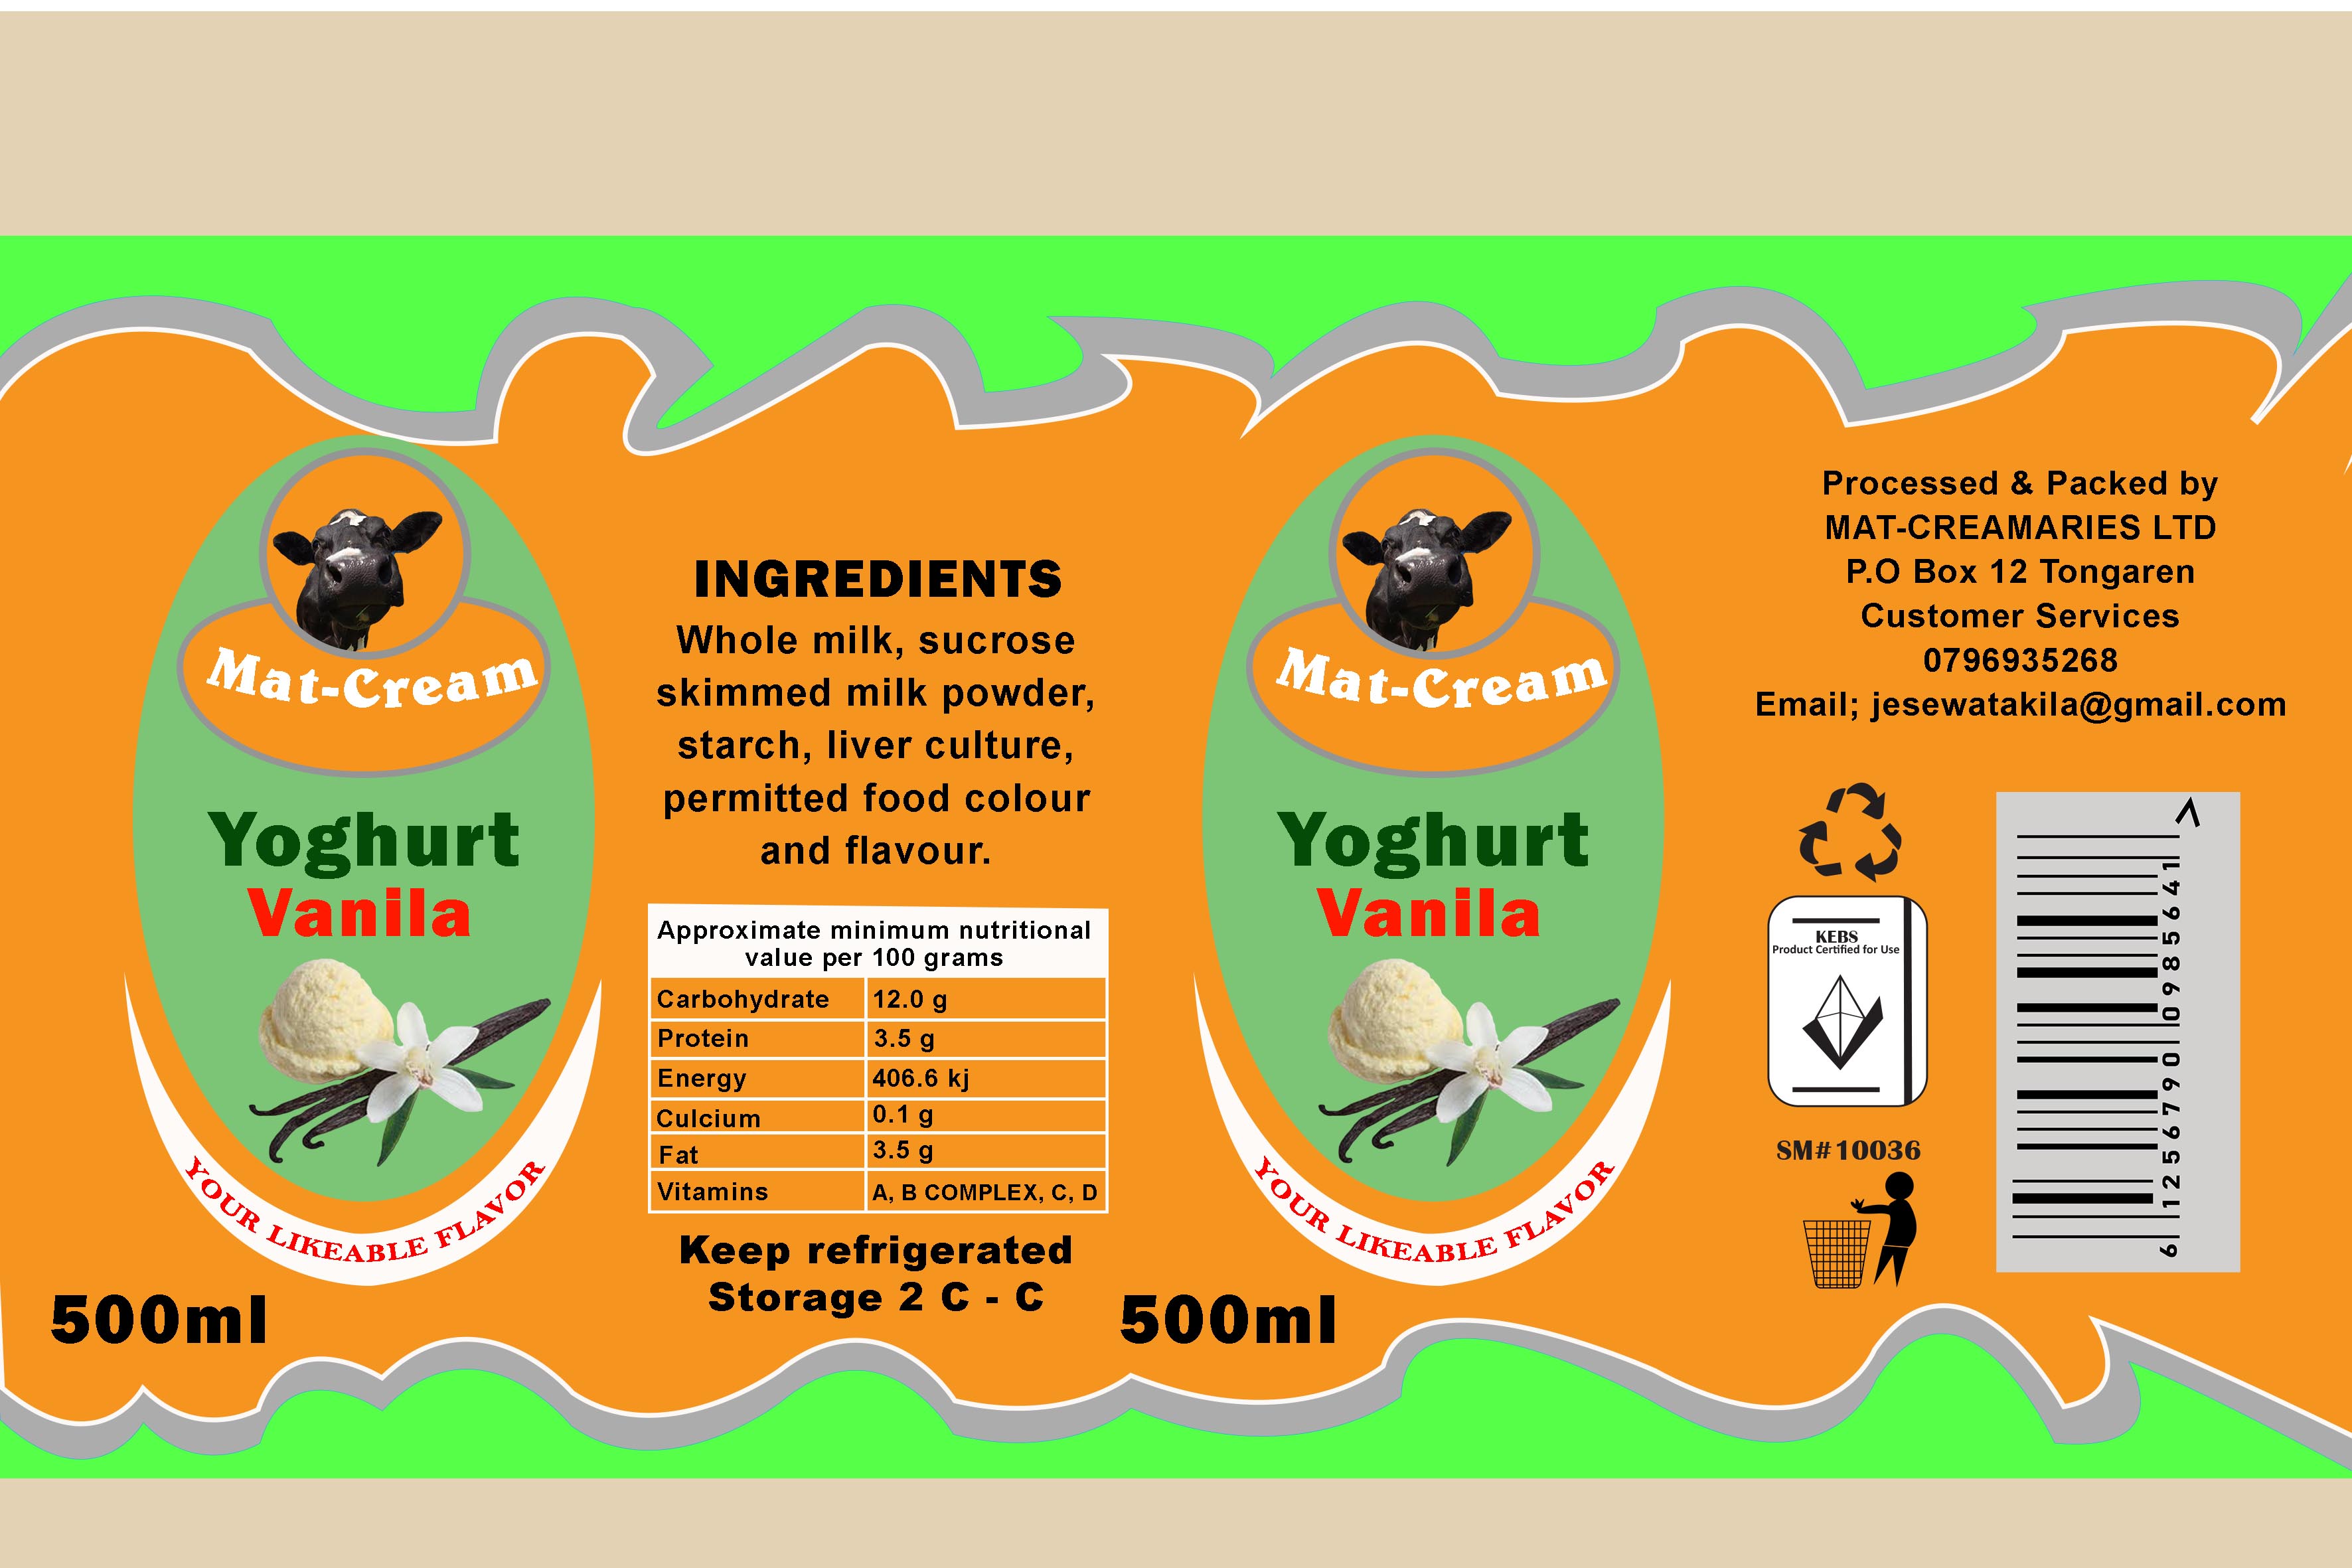 Mat-Cream
Yoghurt
Vanila
YOUR LIKEABLE FLAVOR
500ml
INGREDIENTS
Whole milk, sucrose
skimmed milk powder,
starch, liver culture,
permitted food colour
and flavour.
Approximate minimum nutritional
value per 100 grams
Carbohydrate 12.0 g
Protein 3.5 g
Energy 406.6 kj
Culcium 0.1 g
Fat 3.5 g
Vitamins A, B COMPLEX, C, D
Keep refrigerated
Storage 2 C - C
Mat-Cream
Yoghurt
Vanila
YOUR LIKEABLE FLAVOR
500ml
Processed & Packed by
MAT-CREAMARIES LTD
P.O Box 12 Tongaren
Customer Services
0796935268
Email; jesewatakila@gmail.com
KEBS
Product Certified for Use
SM#10036
6 1256790 0985641 >